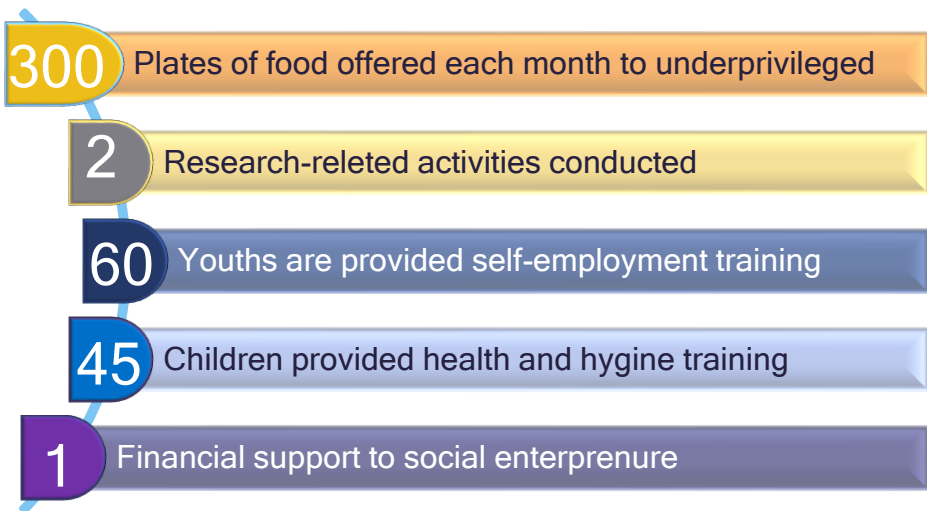 300 Plates of food offered each month to underprivileged
2 Research-releted activities conducted
60 Youths are provided self-employment training
45 Children provided health and hygine training
1 Financial support to social enterprenure